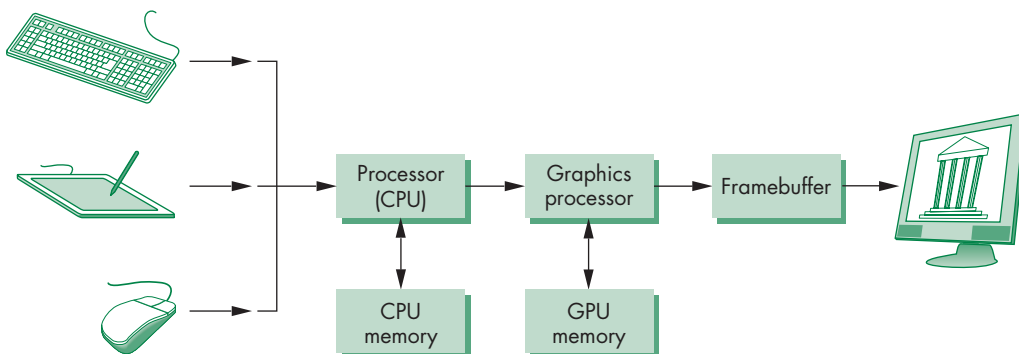 Processor
(CPU)
Graphics
processor
Framebuffer
CPU
memory
GPU
memory